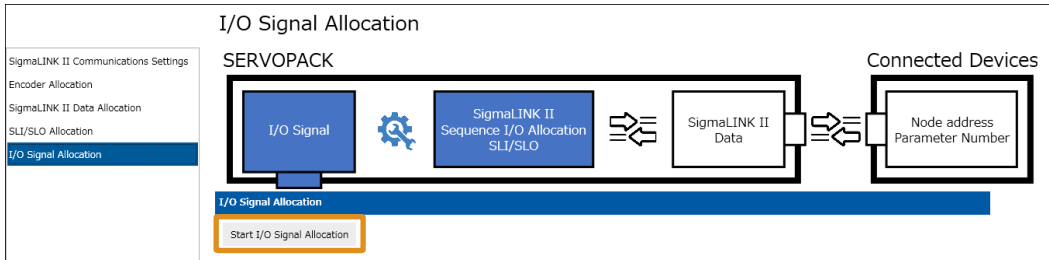 I/O Signal Allocation
SigmaLINK II Communications Settings
Encoder Allocation
SigmaLINK II Data Allocation
SLI/SLO Allocation
I/O Signal Allocation
SERVOPACK
Connected Devices
I/O Signal
SigmaLINK II
Sequence I/O Allocation
SLI/SLO
SigmaLINK II
Data
Node address
Parameter Number
I/O Signal Allocation
Start I/O Signal Allocation